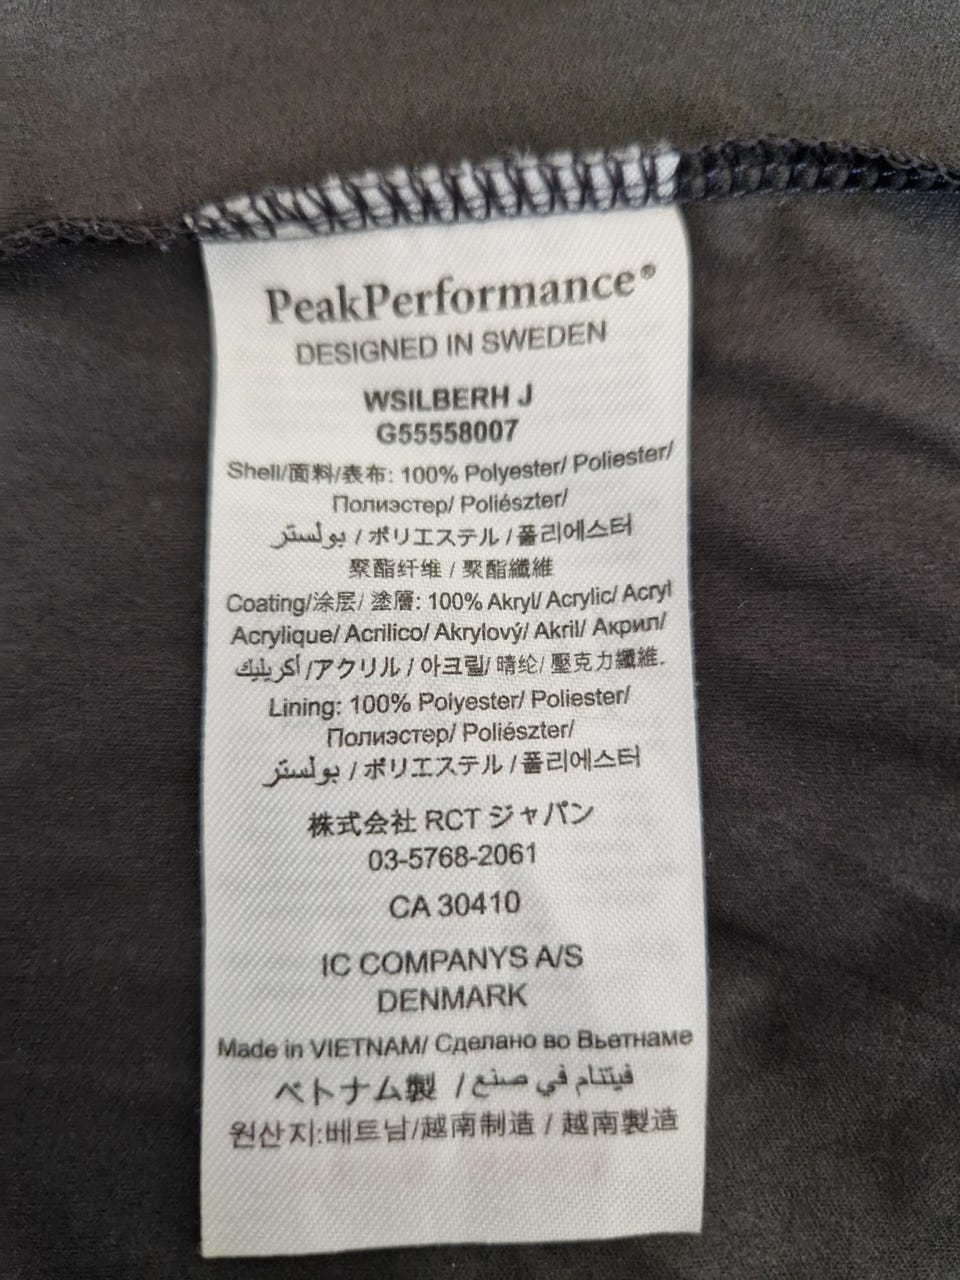 PeakPerformance®
DESIGNED IN SWEDEN
WSILBERH J
G55558007
Shell/面料/表布: 100% Polyester/ Poliester/
Полиэстер/ Poliészter/
بولستر / ポリエステル / 폴리에스터
聚酯纤维 / 聚酯纖維
Coating/涂层/ 塗層: 100% Akryl/ Acrylic/ Acryl
Acrylique/ Acrilico/ Akrylový/ Akril/ Акрил/
أكريليك /アクリル / 아크릴/ 晴纶/ 壓克力纖維.
Lining: 100% Polyester/ Poliester/
Полиэстер/ Poliészter/
بولستر / ポリエステル / 폴리에스터
株式会社 RCT ジャパン
03-5768-2061
CA 30410
IC COMPANYS A/S
DENMARK
Made in VIETNAM/ Сделано во Вьетнаме
ベトナム製 / فيتنام في صنع
원산지:베트남/越南制造 / 越南製造